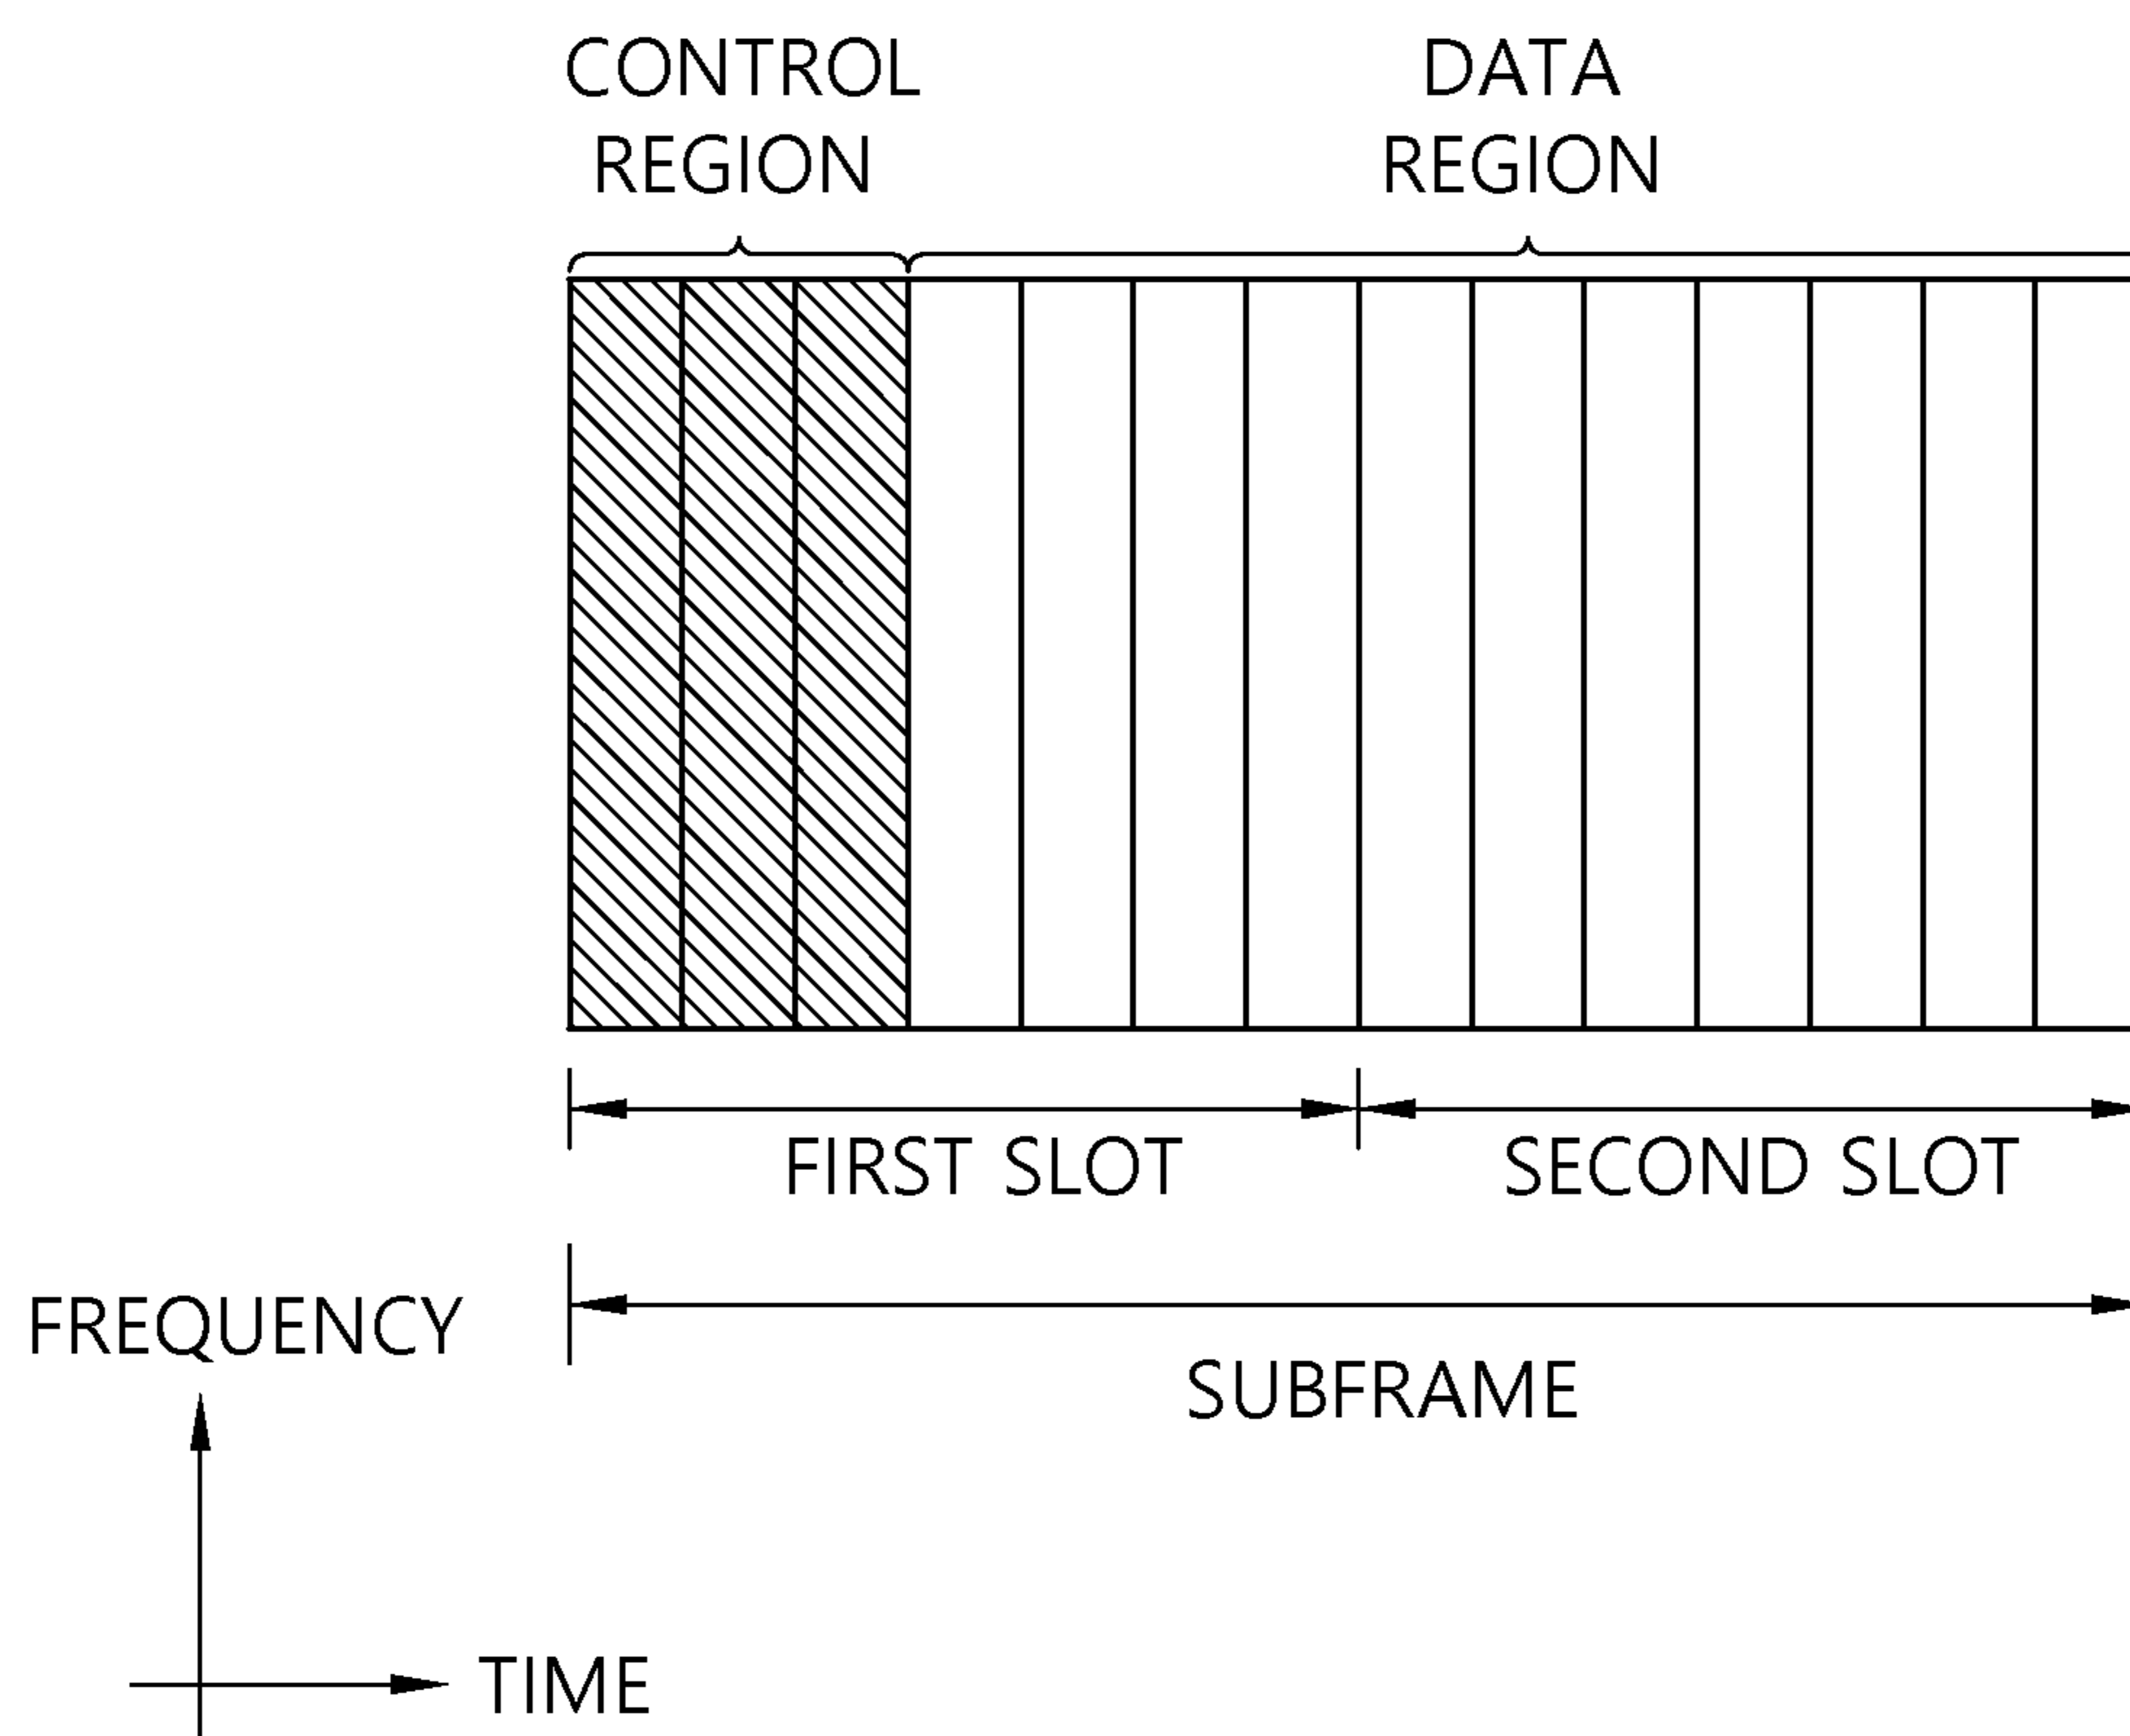 CONTROL
REGION
DATA
REGION
FIRST SLOT
SECOND SLOT
SUBFRAME
FREQUENCY
TIME